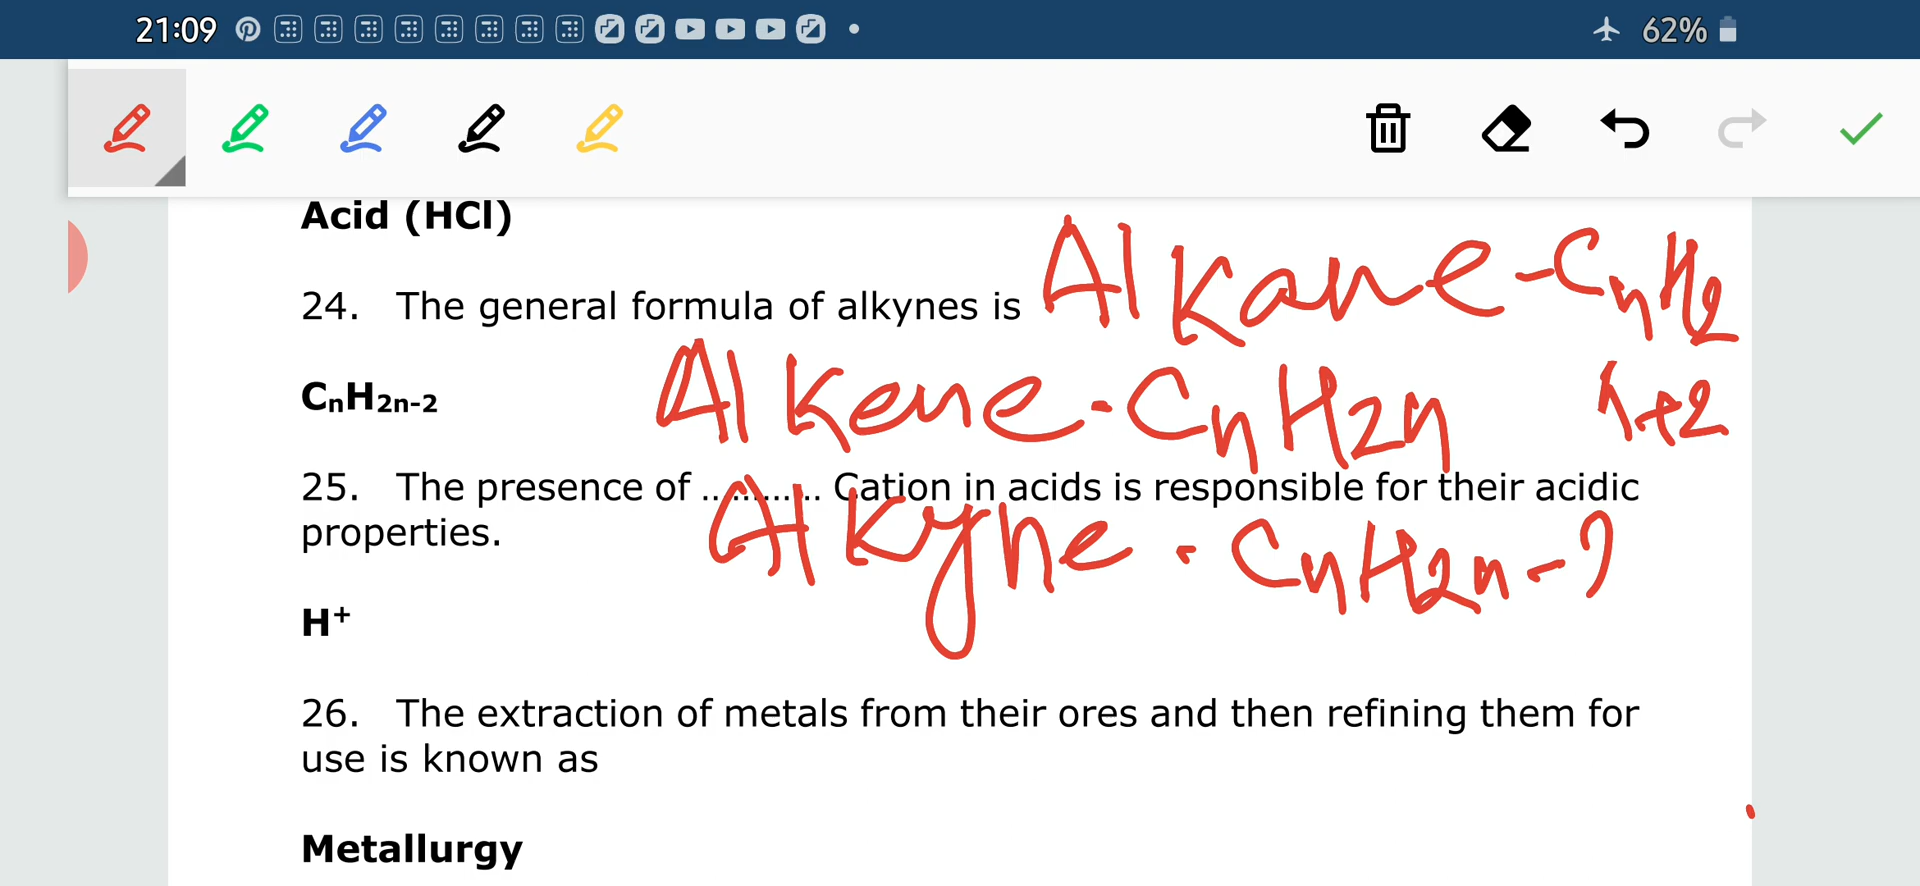 21:09 62%
Acid (HCl)
Alkane-CnH2
24. The general formula of alkynes is
n+2
Alkene-CnH2n
CnH2n-2
25. The presence of ........... Cation in acids is responsible for their acidic
properties.
Alkyne-CnH2n-2
H+
26. The extraction of metals from their ores and then refining them for
use is known as
Metallurgy